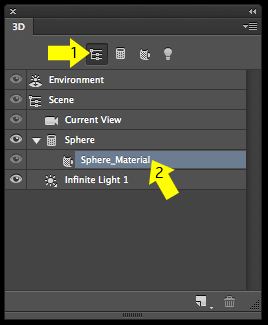 3D
1
Environment
Scene
Current View
Sphere
Sphere_Material
2
Infinite Light 1